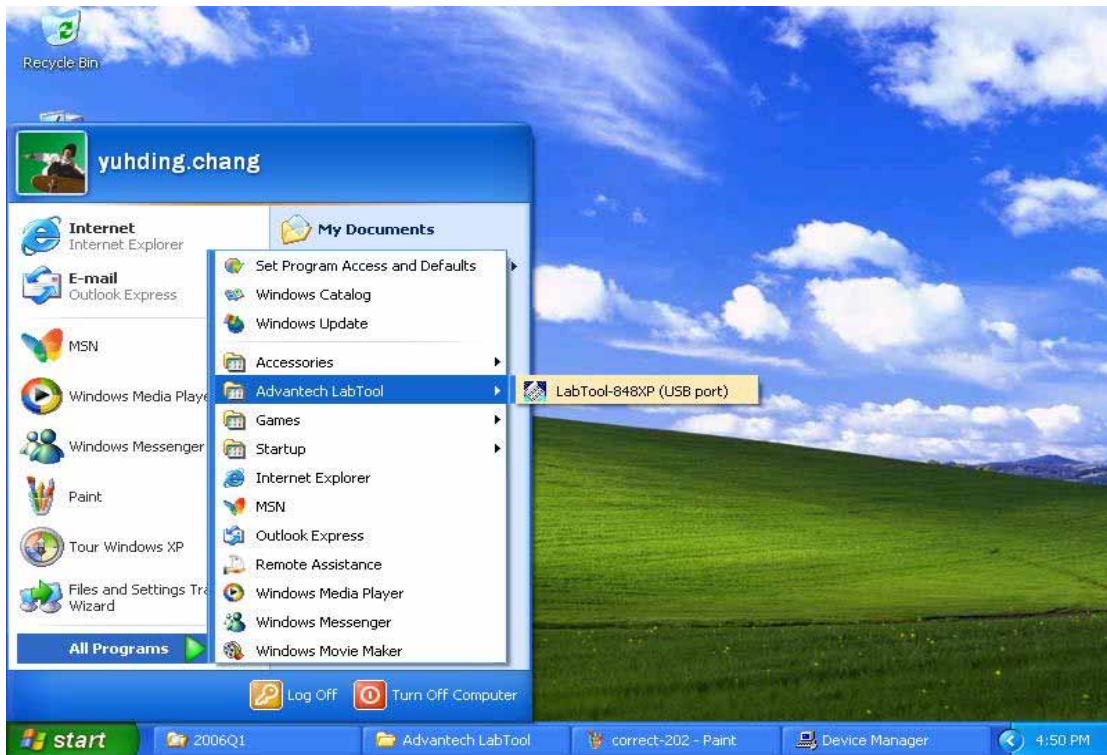 Recycle Bin
yuhding.chang
Internet
Internet Explorer
E-mail
Outlook Express
MSN
Windows Media Playe
Windows Messenger
Paint
Tour Windows XP
Files and Settings Tra
Wizard
All Programs
My Documents
Set Program Access and Defaults
Windows Catalog
Windows Update
Accessories
Advantech LabTool
LabTool-848XP (USB port)
Games
Startup
Internet Explorer
MSN
Outlook Express
Remote Assistance
Windows Media Player
Windows Messenger
Windows Movie Maker
Log Off
Turn Off Computer
start
2006Q1
Advantech LabTool
correct-202 - Paint
Device Manager
4:50 PM